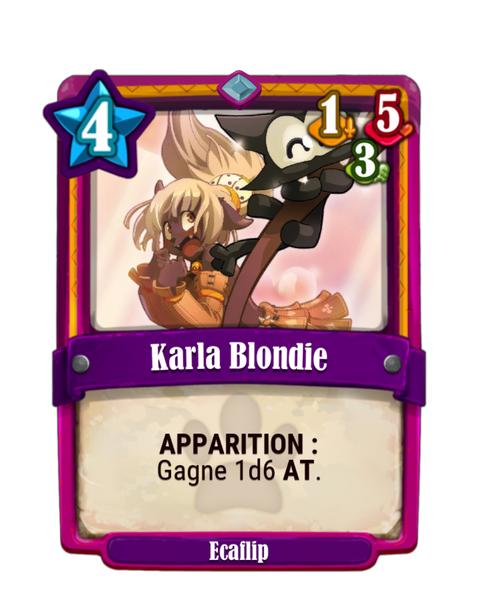 4
1
5
3
Karla Blondie
APPARITION :
Gagne 1d6 AT.
Ecaflip